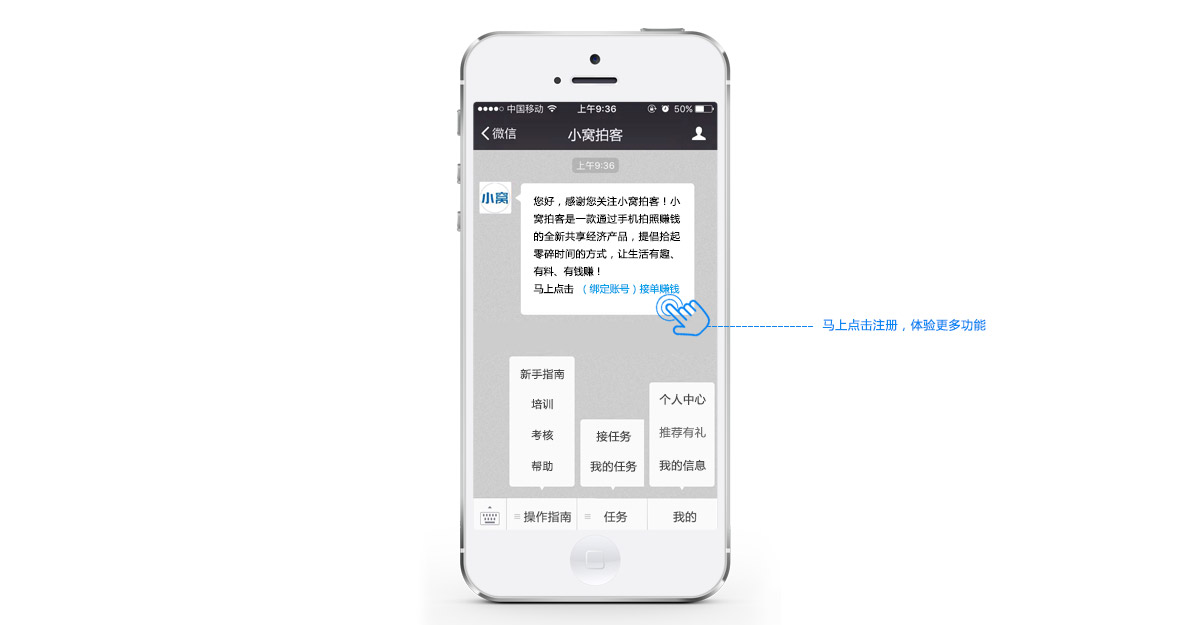 中国移动
上午9:36
50%
微信
小窝拍客
上午9:36
小窝
您好，感谢您关注小窝拍客！小
窝拍客是一款通过手机拍照赚钱
的全新共享经济产品，提倡拾起
零碎时间的方式，让生活有趣、
有料、有钱赚！
马上点击 （绑定账号）接单赚钱
马上点击注册，体验更多功能
新手指南
培训
考核
帮助
接任务
我的任务
个人中心
推荐有礼
我的信息
操作指南
任务
我的